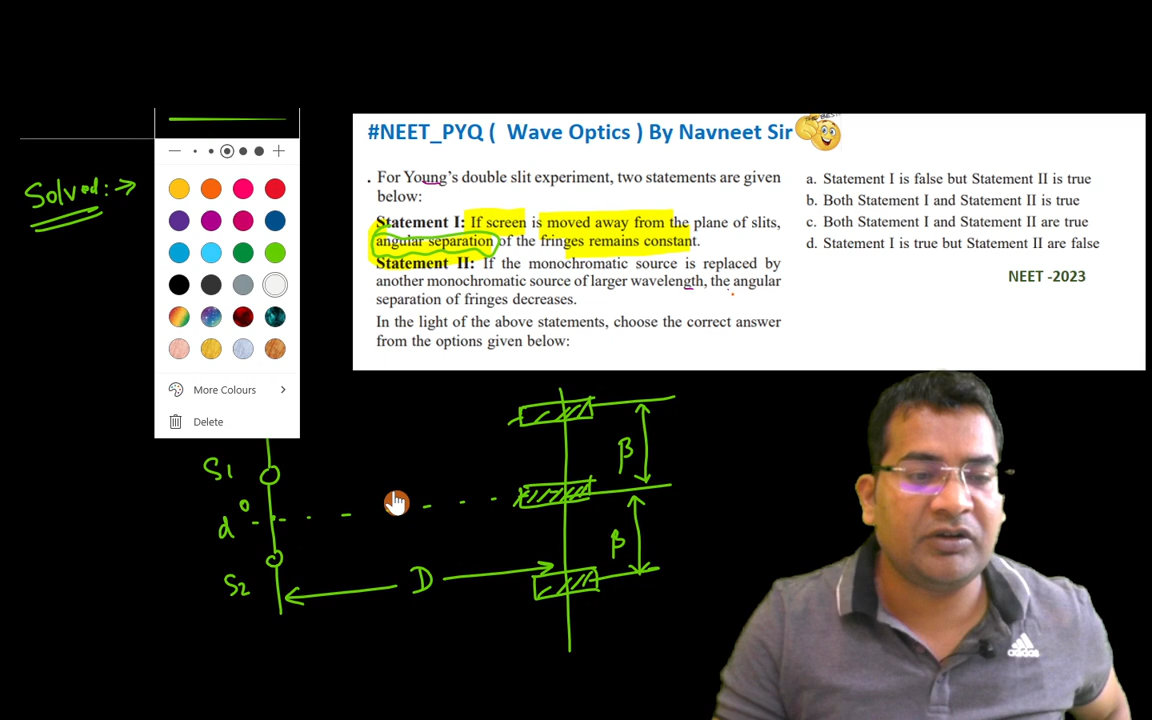 #NEET_PYQ ( Wave Optics ) By Navneet Sir
. For Young's double slit experiment, two statements are given
below:
Statement I: If screen is moved away from the plane of slits,
angular separation of the fringes remains constant.
Statement II: If the monochromatic source is replaced by
another monochromatic source of larger wavelength, the angular
separation of fringes decreases.
In the light of the above statements, choose the correct answer
from the options given below:
a. Statement I is false but Statement II is true
b. Both Statement I and Statement II is true
c. Both Statement I and Statement II are true
d. Statement I is true but Statement II are false
NEET -2023
Solved:→
More Colours
Delete
S1
d
S2
D
β
β
adidas